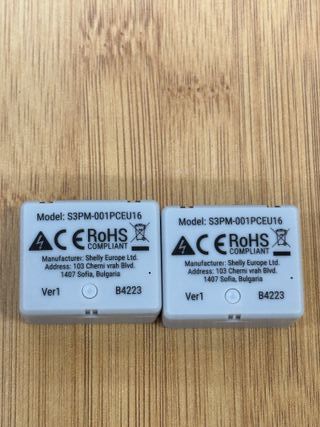 Model: S3PM-001PCEU16
CE RoHS
COMPLIANT
Manufacturer: Shelly Europe Ltd.
Address: 103 Cherni vrah Blvd.
1407 Sofia, Bulgaria
Ver1 B4223
Model: S3PM-001PCEU16
CE RoHS
COMPLIANT
Manufacturer: Shelly Europe Ltd.
Address: 103 Cherni vrah Blvd.
1407 Sofia, Bulgaria
Ver1 B4223